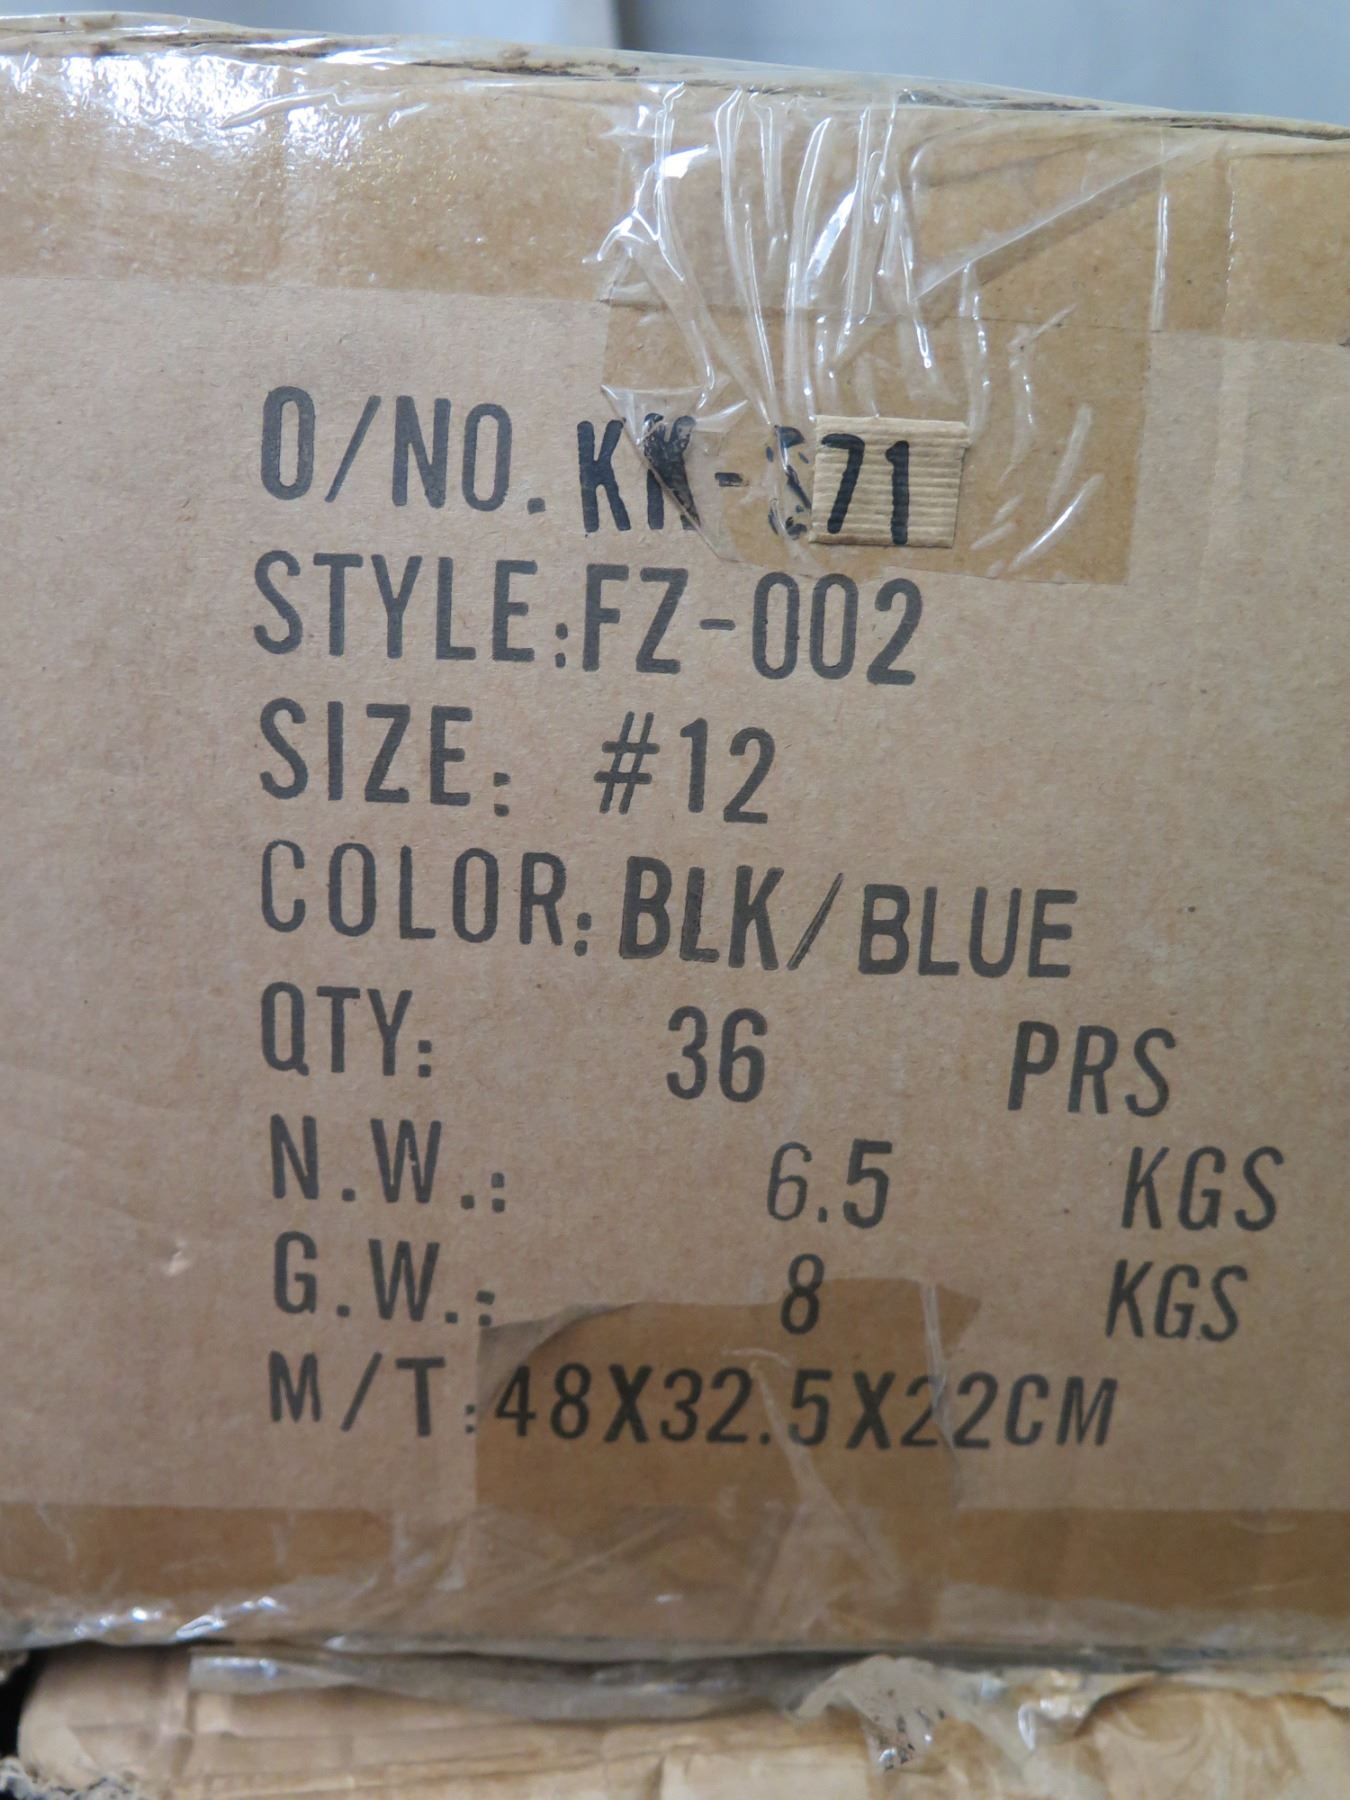 O/NO.
STYLE:FZ-002
SIZE: #12
COLOR:BLK/BLUE
QTY: 36 PRS
N.W.: 6.5 KGS
G.W.: 8 KGS
M/T:48X32.5X22CM